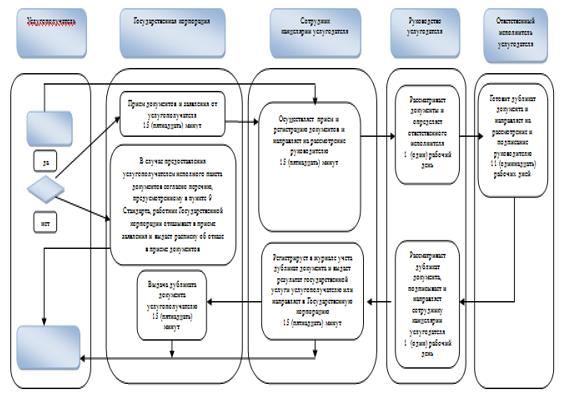 Услугополучатель
Государственная корпорация
Сотрудник
канцелярии услугодателя
Руководство
услугодателя
Ответственный
исполнитель
услугодателя
да
нет
Прием документов и заявления от
услугополучателя
15 (пятнадцать) минут
В случае предоставления
услугополучателем неполного пакета
документов согласно перечню,
предусмотренному в пункте 9
Стандарта, работник Государственной
корпорации отказывает в приеме
заявления и выдает расписку об отказе
в приеме документов
Выдача дубликата
документа
услугополучателю
15 (пятнадцать)
минут
Осуществляет прием и
регистрацию документов и
направляет на рассмотрение
руководителю
15 (пятнадцать) минут
Регистрирует в журнале учета
дубликат документа и выдает
результат государственной
услуги услугополучателю или
направляет в Государственную
корпорацию
15 (пятнадцать) минут
Рассматривает
документы и
определяет
ответственного
исполнителя
1 (один) рабочий
день
Рассматривает
дубликат
документа,
подписывает и
направляет
сотруднику
канцелярии
услугодателя
1 (один) рабочий
день
Готовит дубликат
документа и
направляет на
рассмотрение и
подписание
руководителю
11 (одиннадцать)
рабочих дней